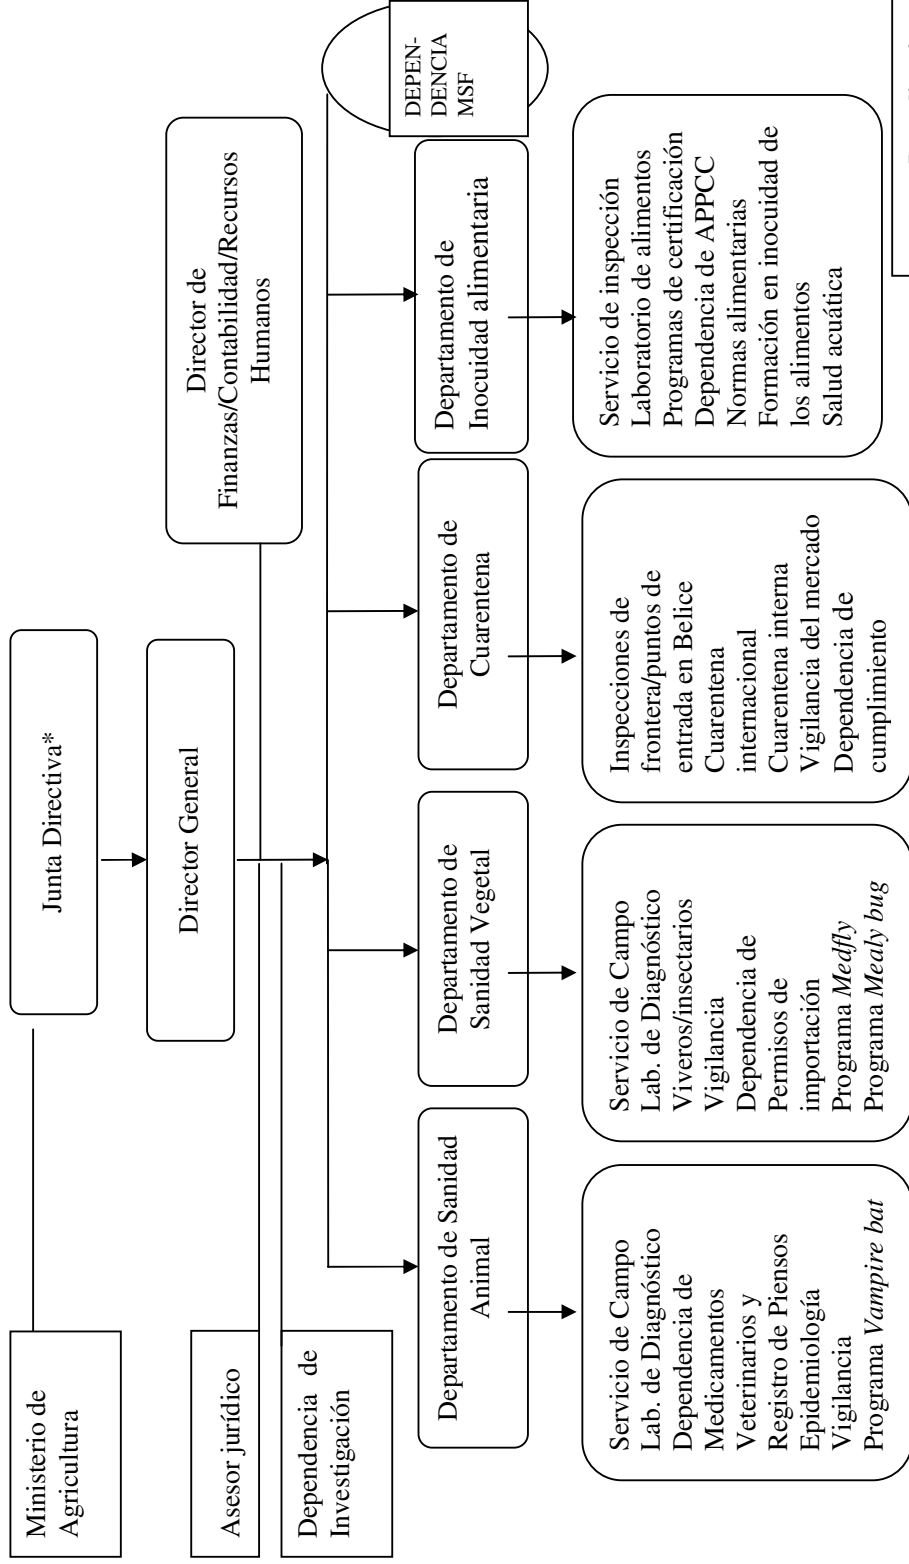 Ministerio de
Agricultura
Junta Directiva*
Director General
Director de
Finanzas/Contabilidad/Recursos
Humanos
Asesor jurídico
Dependencia de
Investigación
DEPEN-
DENCIA
MSF
Departamento de Sanidad
Animal
Departamento de
Sanidad Vegetal
Departamento de
Cuarentena
Departamento de
Inocuidad alimentaria
Servicio de Campo
Lab. de Diagnóstico
Dependencia de
Medicamentos
Veterinarios y
Registro de Piensos
Epidemiología
Vigilancia
Programa Vampire bat
Servicio de Campo
Lab. de Diagnóstico
Viveros/insectarios
Vigilancia
Dependencia de
Permisos de
importación
Programa Medfly
Programa Mealy bug
Inspecciones de
frontera/puntos de
entrada en Belice
Cuarentena
internacional
Cuarentena interna
Vigilancia del mercado
Dependencia de
cumplimiento
Servicio de inspección
Laboratorio de alimentos
Programas de certificación
Dependencia de APPCC
Normas alimentarias
Formación en inocuidad de
los alimentos
Salud acuática